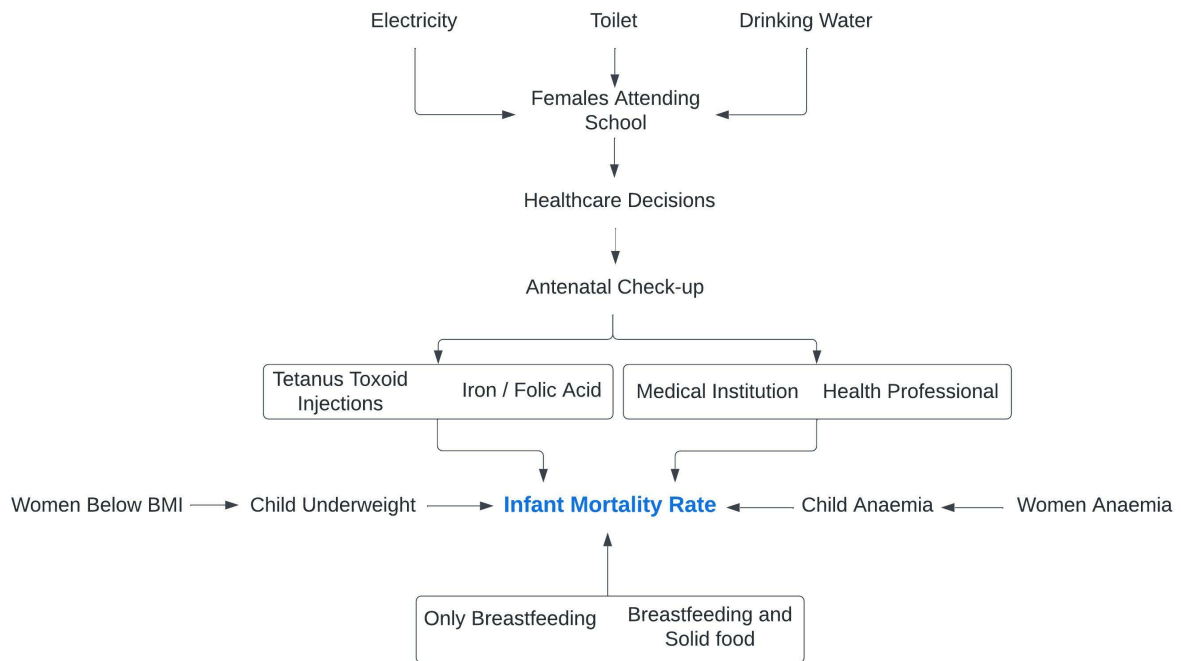 Electricity
Toilet
Drinking Water
Females Attending
School
Healthcare Decisions
Antenatal Check-up
Tetanus Toxoid
Injections
Iron / Folic Acid
Medical Institution
Health Professional
Women Below BMI
Child Underweight
Infant Mortality Rate
Child Anaemia
Women Anaemia
Only Breastfeeding
Breastfeeding and
Solid food